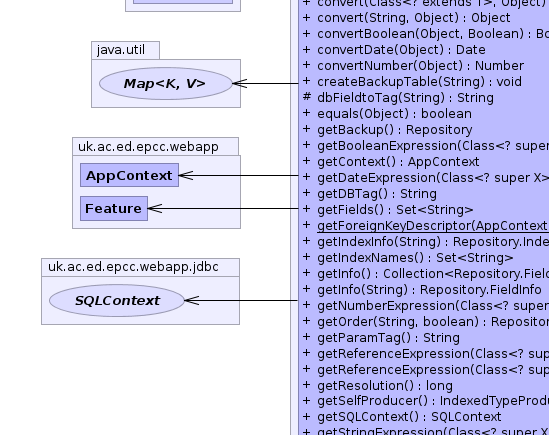 java.util
Map<K, V>
uk.ac.ed.epcc.webapp
AppContext
Feature
uk.ac.ed.epcc.webapp.jdbc
SQLContext
+ convert(Class<? extends T>, Object)
+ convert(String, Object) : Object
+ convertBoolean(Object, Boolean) : Bo
+ convertDate(Object) : Date
+ convertNumber(Object) : Number
+ createBackupTable(String) : void
# dbFieldtoTag(String) : String
+ equals(Object) : boolean
+ getBackup() : Repository
+ getBooleanExpression(Class<? super
+ getContext() : AppContext
+ getDateExpression(Class<? super X>
+ getDBTag() : String
+ getFields() : Set<String>
+ getForeignKeyDescriptor(AppContext
+ getIndexInfo(String) : Repository.Inde
+ getIndexNames() : Set<String>
+ getInfo() : Collection<Repository.Field
+ getInfo(String) : Repository.FieldInfo
+ getNumberExpression(Class<? super
+ getOrder(String, boolean) : Repositor
+ getParamTag() : String
+ getReferenceExpression(Class<? sup
+ getReferenceExpression(Class<? sup
+ getResolution() : long
+ getSelfProducer() : IndexedTypeProdu
+ getSQLContext() : SQLContext
+ getStringExpression(Class<? super X